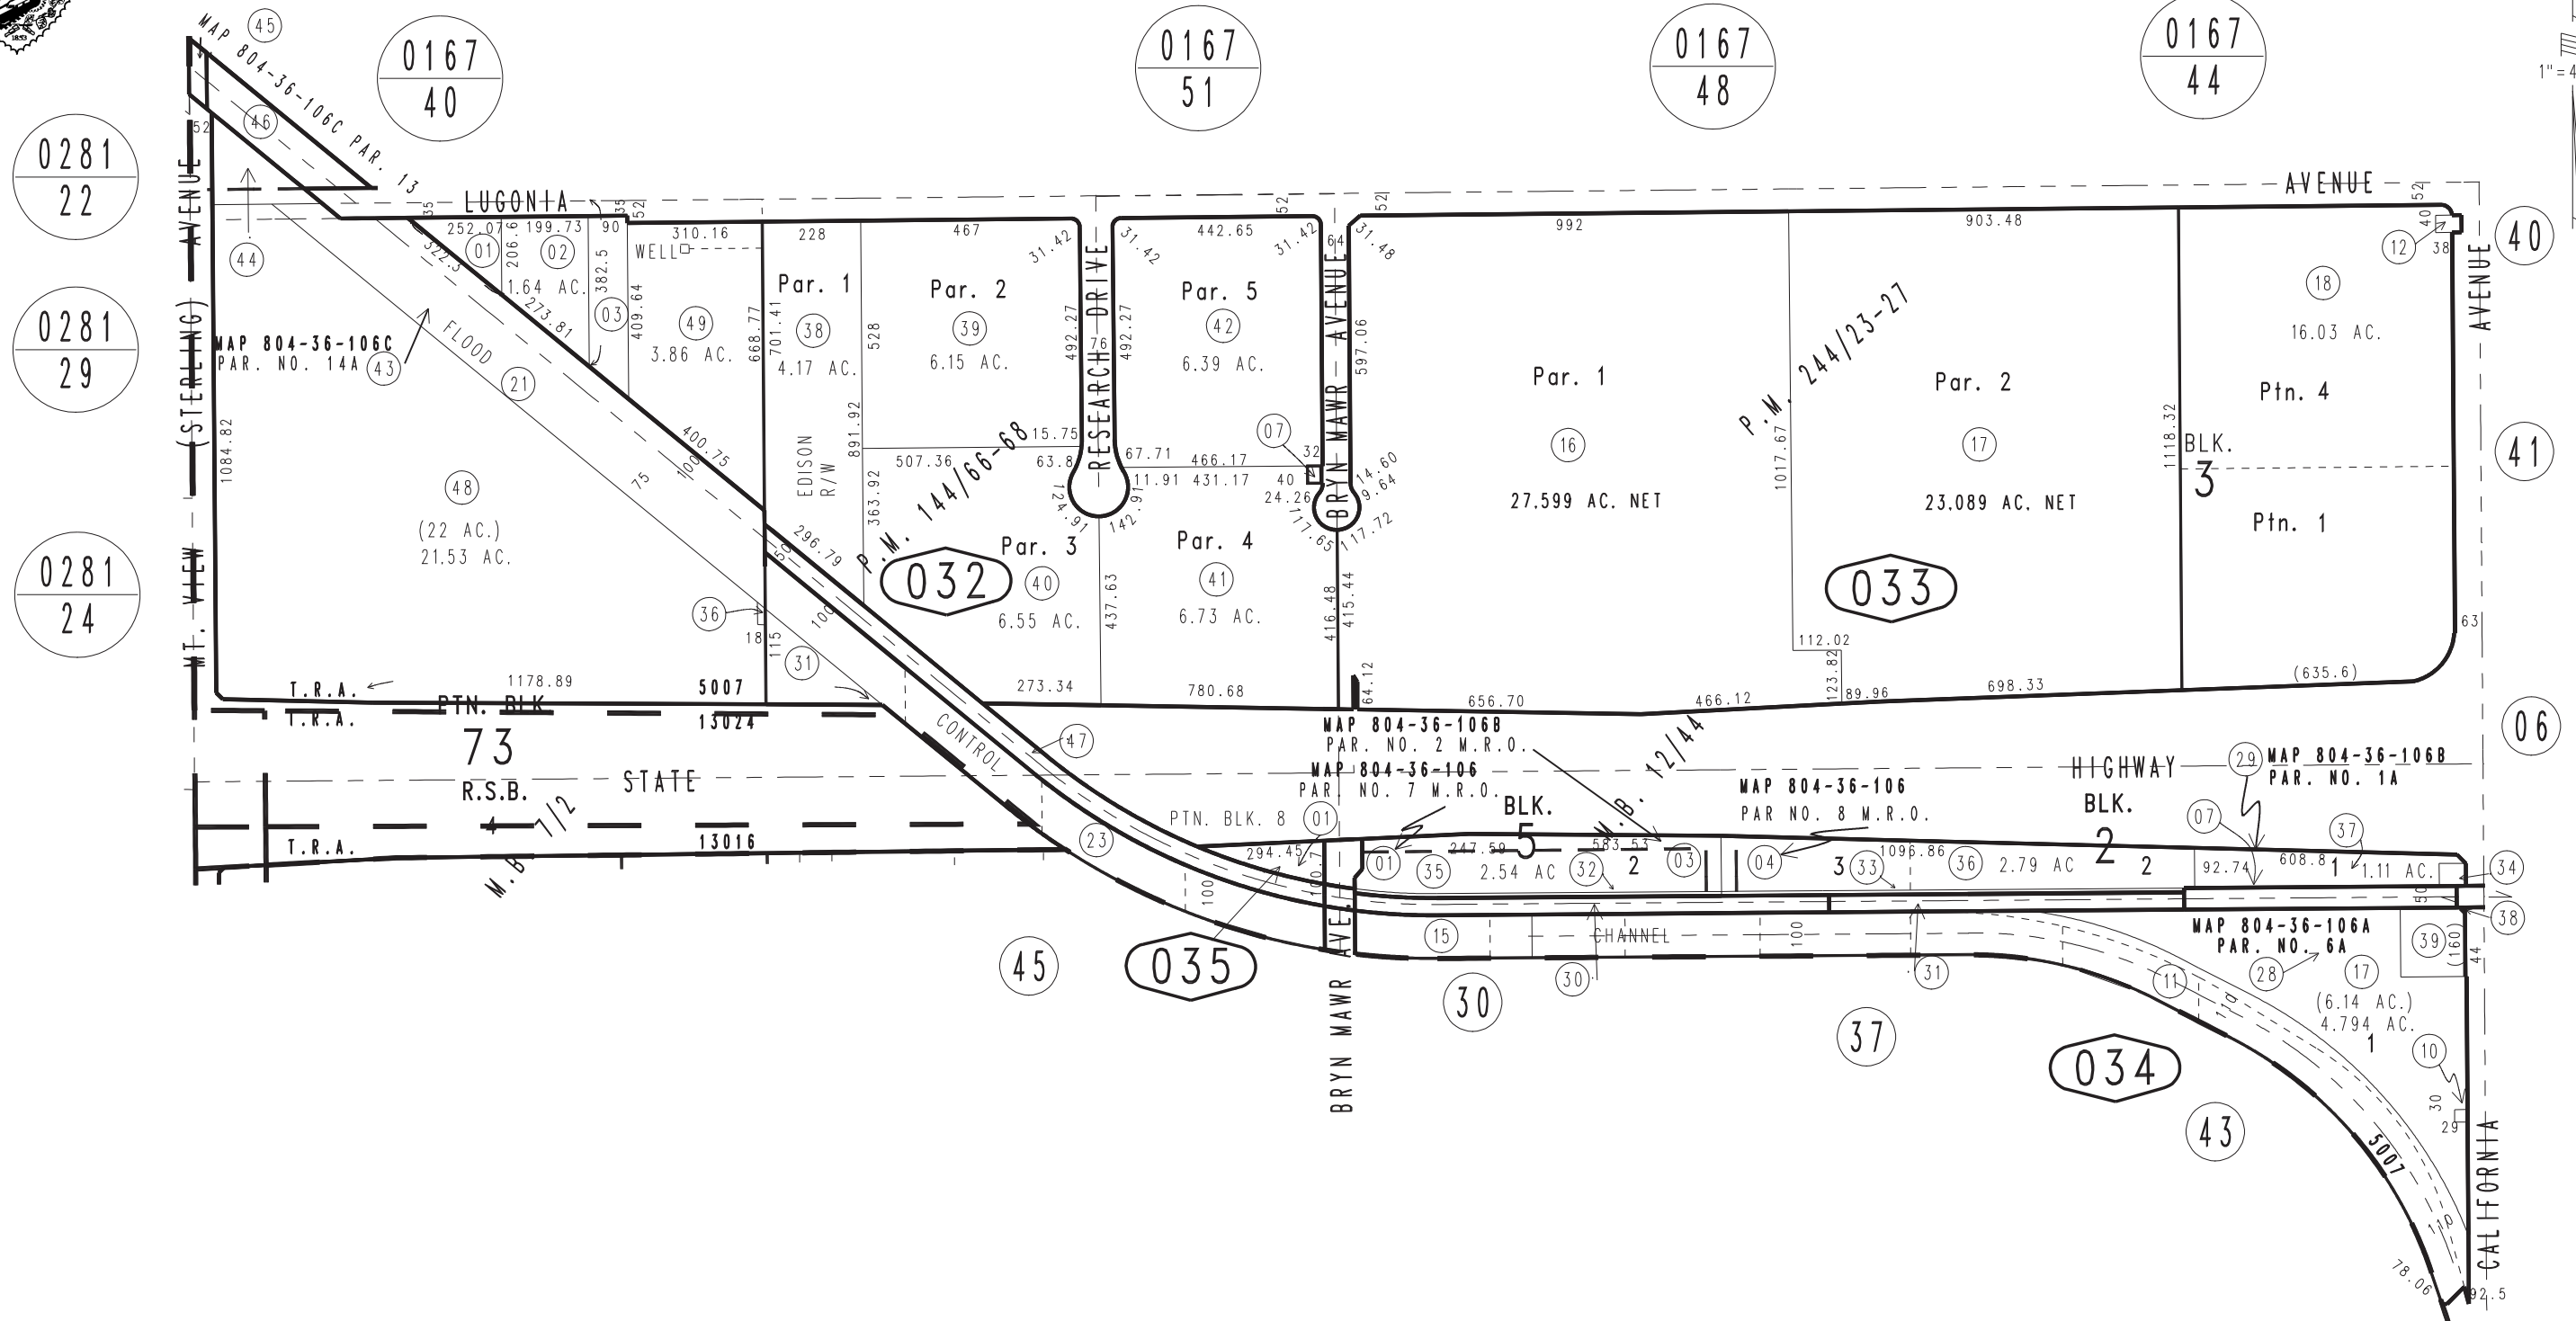 45
MAP 804-36-106C PAR. 13
0167
40
0167
51
0167
48
0167
44
1"=4
0281
22
0281
29
0281
24
MT. VIEW (STERLING) AVENUE
52
46
44
LUGONIA
AVENUE
35
252.07
199.73
90
35
52
310.16
228
467
31.42
31.42
442.65
52
31.42
64
52
31.48
992
903.48
52
40
12
38
40
01
206.6
02
1.64 AC.
382.5
03
322.3
273.81
WELL
409.64
49
3.86 AC.
668.77
701.41
Par. 1
38
4.17 AC.
EDISON
R/W
528
891.92
363.92
Par. 2
39
6.15 AC.
492.27
76
492.27
RESEARCH DRIVE
Par. 5
42
6.39 AC.
BRYN MAWR AVENUE
597.06
Par. 1
16
27.599 AC. NET
P.M. 244/23-27
1017.67
Par. 2
17
23.089 AC. NET
1118.32
18
16.03 AC.
Ptn. 4
BLK.
3
Ptn. 1
AVENUE
41
FLOOD
MAP 804-36-106C
PAR. NO. 14A
43
21
1084.82
400.75
100
75
48
(22 AC.)
21.53 AC.
296.79
50
100
P.M. 144/66-68
15.75
507.36
63.8
67.71
466.17
32
07
11.91
431.17
40
24.26
14.60
9.64
124.91
142.91
117.65
117.72
032
Par. 3
40
6.55 AC.
437.63
Par. 4
41
6.73 AC.
416.48
415.44
033
36
18
115
31
112.02
123.82
89.96
63
T.R.A.
1178.89
5007
273.34
780.68
64.12
656.70
466.12
698.33
(635.6)
PTN. BLK
73
R.S.B.
T.R.A.
13024
CONTROL
47
MAP 804-36-106B
PAR. NO. 2 M.R.O.
MAP 804-36-106
PAR. NO. 7 M.R.O.
M.B. 12/44
06
STATE
HIGHWAY
29
MAP 804-36-106B
PAR. NO. 1A
MAP 804-36-106
PAR NO. 8 M.R.O.
BLK.
5
BLK.
2
4
M.B. 7/2
T.R.A.
13016
PTN. BLK. 8
01
23
294.45
100
01
247.59
35
2.54 AC
583.53
32
2
03
04
3
33
1096.86
36
2.79 AC
2
07
92.74
37
608.8
1
1.11 AC.
34
50
38
15
CHANNEL
100
30
31
MAP 804-36-106A
PAR. NO. 6A
28
39
(160)
44
17
(6.14 AC.)
4.794 AC.
1
11
10
30
29
45
035
30
37
034
43
BRYN MAWR AVE.
5007
110
CALIFORNIA
78.06
92.5